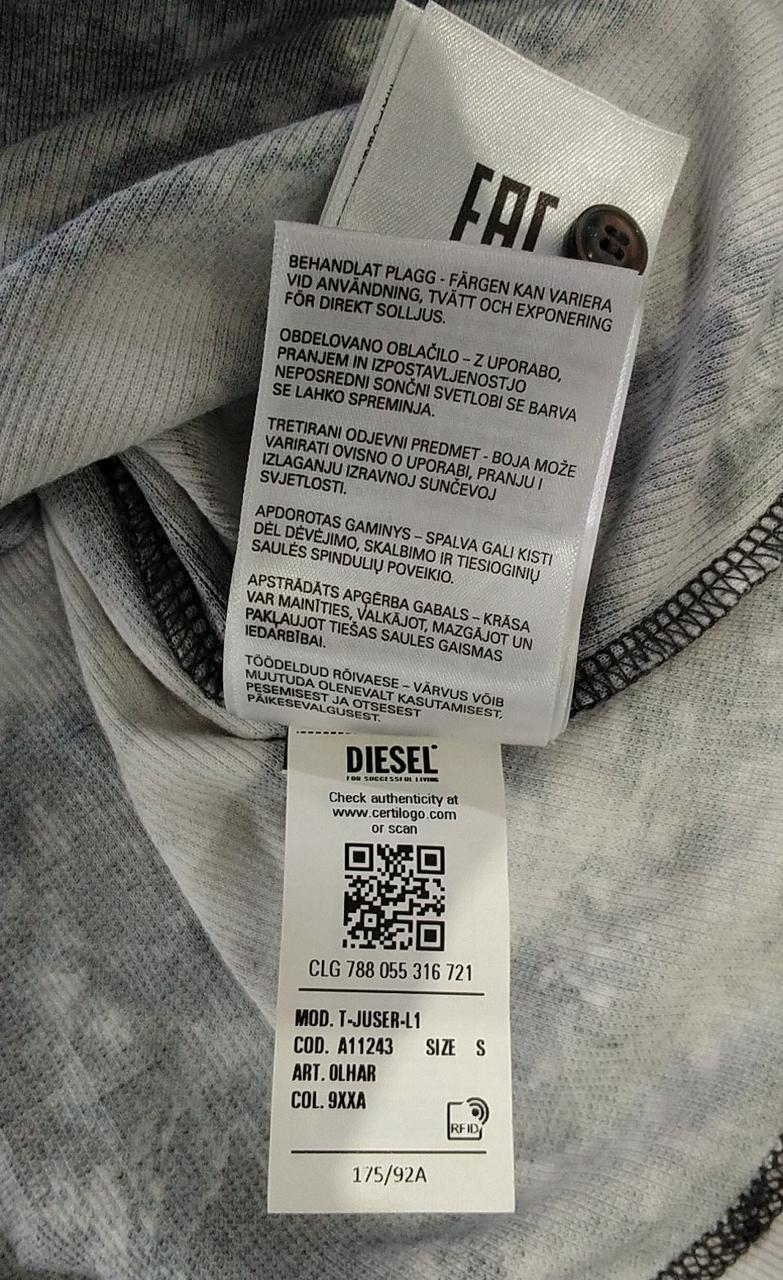 EAC
BEHANDLAT PLAGG - FÄRGEN KAN VARIERA
VID ANVÄNDNING, TVÄTT OCH EXPONERING
FÖR DIREKT SOLLJUS.
OBDELOVANO OBLAČILO – Z UPORABO,
PRANJEM IN IZPOSTAVLJENOSTJO
NEPOSREDNI SONČNI SVETLOBI SE BARVA
SE LAHKO SPREMINJA.
TRETIRANI ODJEVNI PREDMET - BOJA MOŽE
VARIRATI OVISNO O UPORABI, PRANJU I
IZLAGANJU IZRAVNOJ SUNČEVOJ
SVJETLOSTI.
APDOROTAS GAMINYS – SPALVA GALI KISTI
DĖL DĖVĖJIMO, SKALBIMO IR TIESIOGINIŲ
SAULĖS SPINDULIŲ POVEIKIO.
APSTRĀDĀTS APĢĒRBA GABALS – KRĀSA
VAR MAINĪTIES, VALKĀJOT, MAZGĀJOT UN
PAKĻAUJOT TIEŠAS SAULES GAISMAS
IEDARBĪBAI.
TÖÖDELDUD RÕIVAESE – VÄRVUS VÕIB
MUUTUDA OLENEVALT KASUTAMISEST,
PESEMISEST JA OTSESEST
PÄIKESEVALGUSEST.
DIESEL
FOR SUCCESSFUL LIVING
Check authenticity at
www.certilogo.com
or scan
CLG 788 055 316 721
MOD. T-JUSER-L1
COD. A11243 SIZE S
ART. 0LHAR
COL. 9XXA
RFID
175/92A